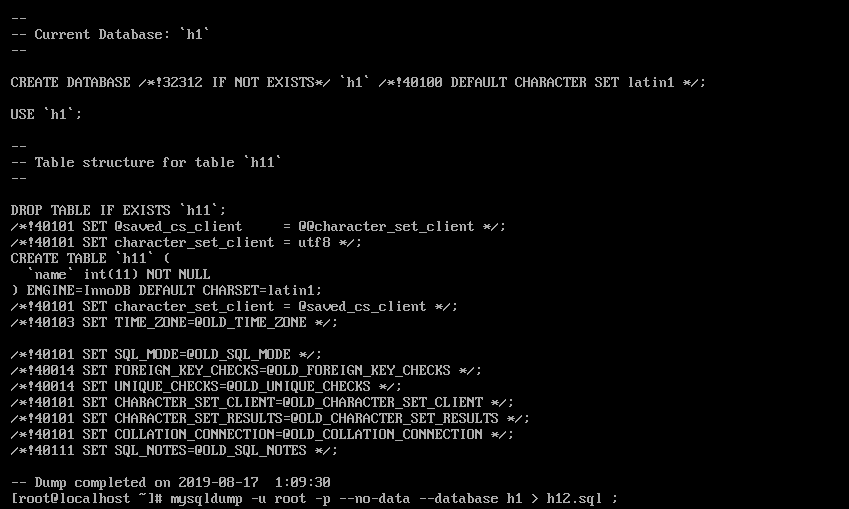 --
-- Current Database: `h1`
--
CREATE DATABASE /*!32312 IF NOT EXISTS*/ `h1` /*!40100 DEFAULT CHARACTER SET latin1 */;
USE `h1`;
--
-- Table structure for table `h11`
--
DROP TABLE IF EXISTS `h11`;
/*!40101 SET @saved_cs_client     = @@character_set_client */;
/*!40101 SET character_set_client = utf8 */;
CREATE TABLE `h11` (
  `name` int(11) NOT NULL
) ENGINE=InnoDB DEFAULT CHARSET=latin1;
/*!40101 SET character_set_client = @saved_cs_client */;
/*!40103 SET TIME_ZONE=@OLD_TIME_ZONE */;
/*!40101 SET SQL_MODE=@OLD_SQL_MODE */;
/*!40014 SET FOREIGN_KEY_CHECKS=@OLD_FOREIGN_KEY_CHECKS */;
/*!40014 SET UNIQUE_CHECKS=@OLD_UNIQUE_CHECKS */;
/*!40101 SET CHARACTER_SET_CLIENT=@OLD_CHARACTER_SET_CLIENT */;
/*!40101 SET CHARACTER_SET_RESULTS=@OLD_CHARACTER_SET_RESULTS */;
/*!40101 SET COLLATION_CONNECTION=@OLD_COLLATION_CONNECTION */;
/*!40111 SET SQL_NOTES=@OLD_SQL_NOTES */;
-- Dump completed on 2019-08-17  1:09:30
[root@localhost ~]# mysqldump -u root -p --no-data --database h1 > h12.sql ;